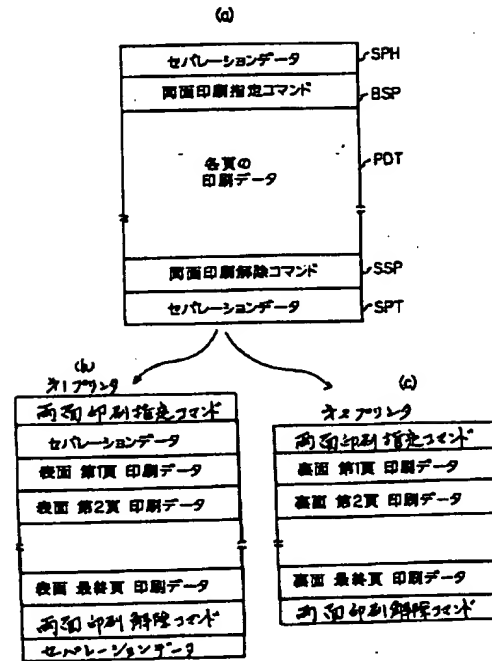 (a)
セパレーションデータ SPH
両面印刷指定コマンド BSP
各頁の PDT
印刷データ
両面印刷解除コマンド SSP
セパレーションデータ SPT
(b)
オ1プリンタ
両面印刷指定コマンド
セパレーションデータ
表面 第1頁 印刷データ
表面 第2頁 印刷データ
表面 最終頁 印刷データ
両面印刷解除コマンド
セパレーションデータ
(c)
オ2プリンタ
両面印刷指定コマンド
裏面 第1頁 印刷データ
裏面 第2頁 印刷データ
裏面 最終頁 印刷データ
両面印刷解除コマンド